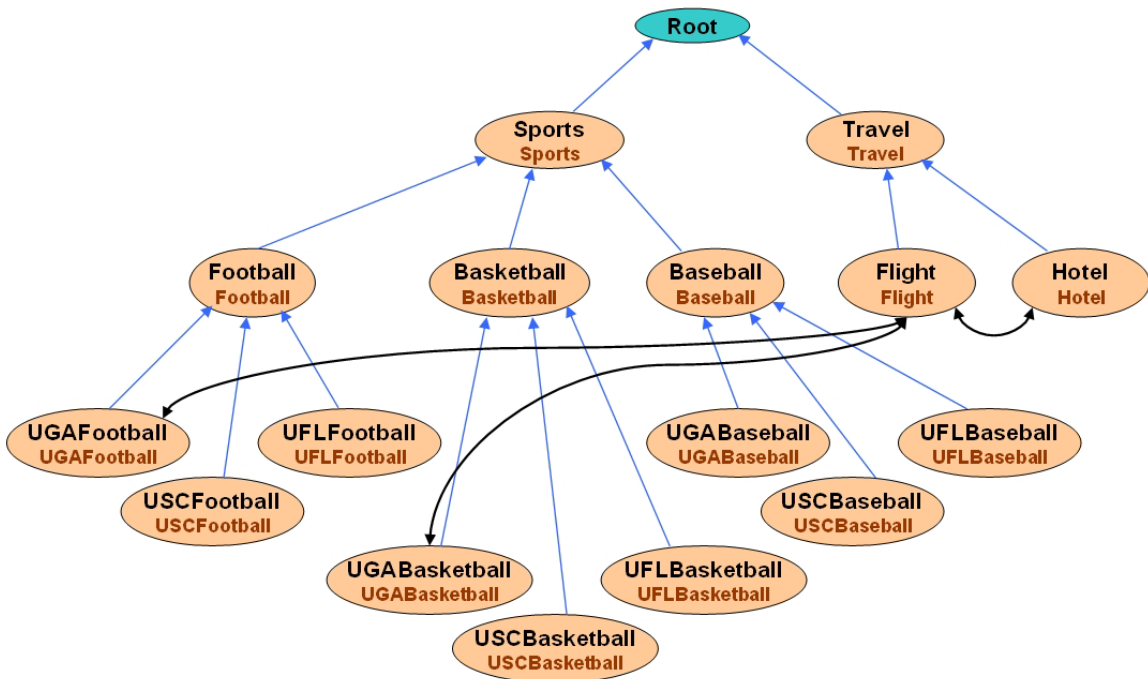 Root
Sports
Sports
Travel
Travel
Football
Football
Basketball
Basketball
Baseball
Baseball
Flight
Flight
Hotel
Hotel
UGAFootball
UGAFootball
UFLFootball
UFLFootball
UGABaseball
UGABaseball
UFLBaseball
UFLBaseball
USCFootball
USCFootball
USCBaseball
USCBaseball
UGABasketball
UGABasketball
UFLBasketball
UFLBasketball
USCBasketball
USCBasketball